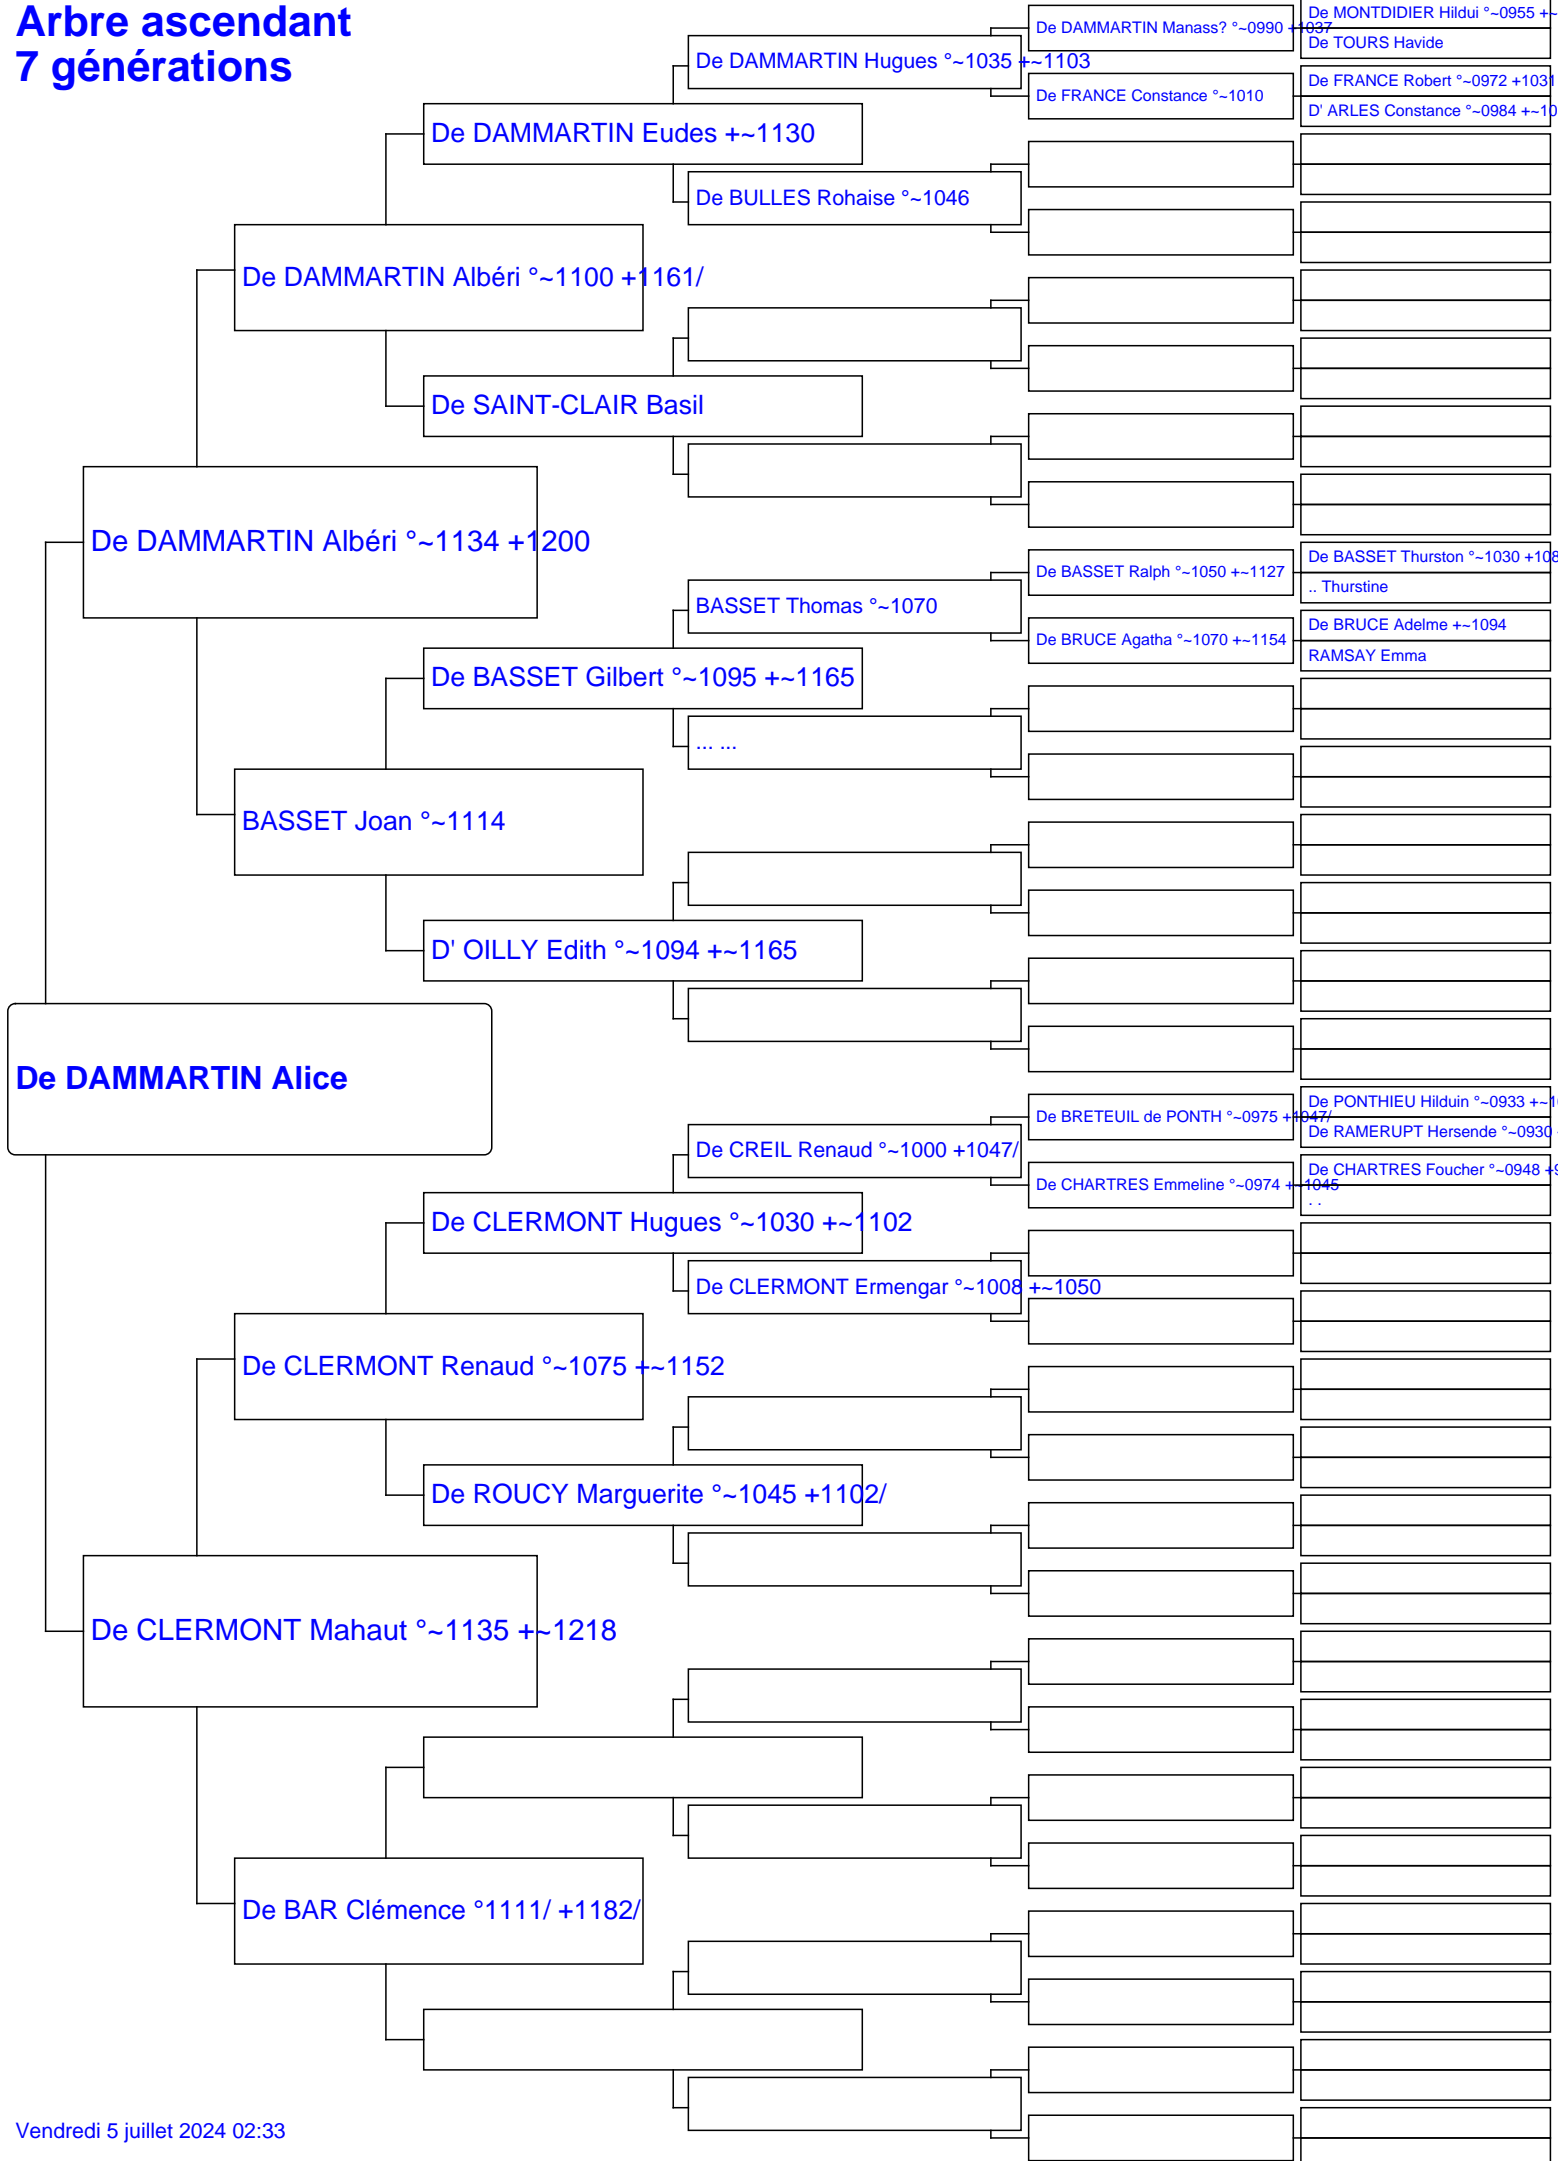 Arbre ascendant
7 générations
De DAMMARTIN Alice
De DAMMARTIN Albéri °~1134 +1200
De CLERMONT Mahaut °~1135 +~1218
De DAMMARTIN Albéri °~1100 +1161/
BASSET Joan °~1114
De CLERMONT Renaud °~1075 +~1152
De BAR Clémence °1111/ +1182/
De DAMMARTIN Eudes +~1130
De SAINT-CLAIR Basil
De BASSET Gilbert °~1095 +~1165
D' OILLY Edith °~1094 +~1165
De CLERMONT Hugues °~1030 +~1102
De ROUCY Marguerite °~1045 +1102/
De DAMMARTIN Hugues °~1035 +~1103
De BULLES Rohaise °~1046
BASSET Thomas °~1070
... ...
De CREIL Renaud °~1000 +1047/
De CLERMONT Ermengar °~1008 +~1050
De DAMMARTIN Manass? °~0990 +1037
De FRANCE Constance °~1010
De BASSET Ralph °~1050 +~1127
De BRUCE Agatha °~1070 +~1154
De BRETEUIL de PONTH °~0975 +1047/
De CHARTRES Emmeline °~0974 +~1045
De MONTDIDIER Hildui °~0955 +~
De TOURS Havide
De FRANCE Robert °~0972 +1031
D' ARLES Constance °~0984 +~10
De BASSET Thurston °~1030 +108
.. Thurstine
De BRUCE Adelme +~1094
RAMSAY Emma
De PONTHIEU Hilduin °~0933 +~1
De RAMERUPT Hersende °~0930
De CHARTRES Foucher °~0948 +9
. .
Vendredi 5 juillet 2024 02:33